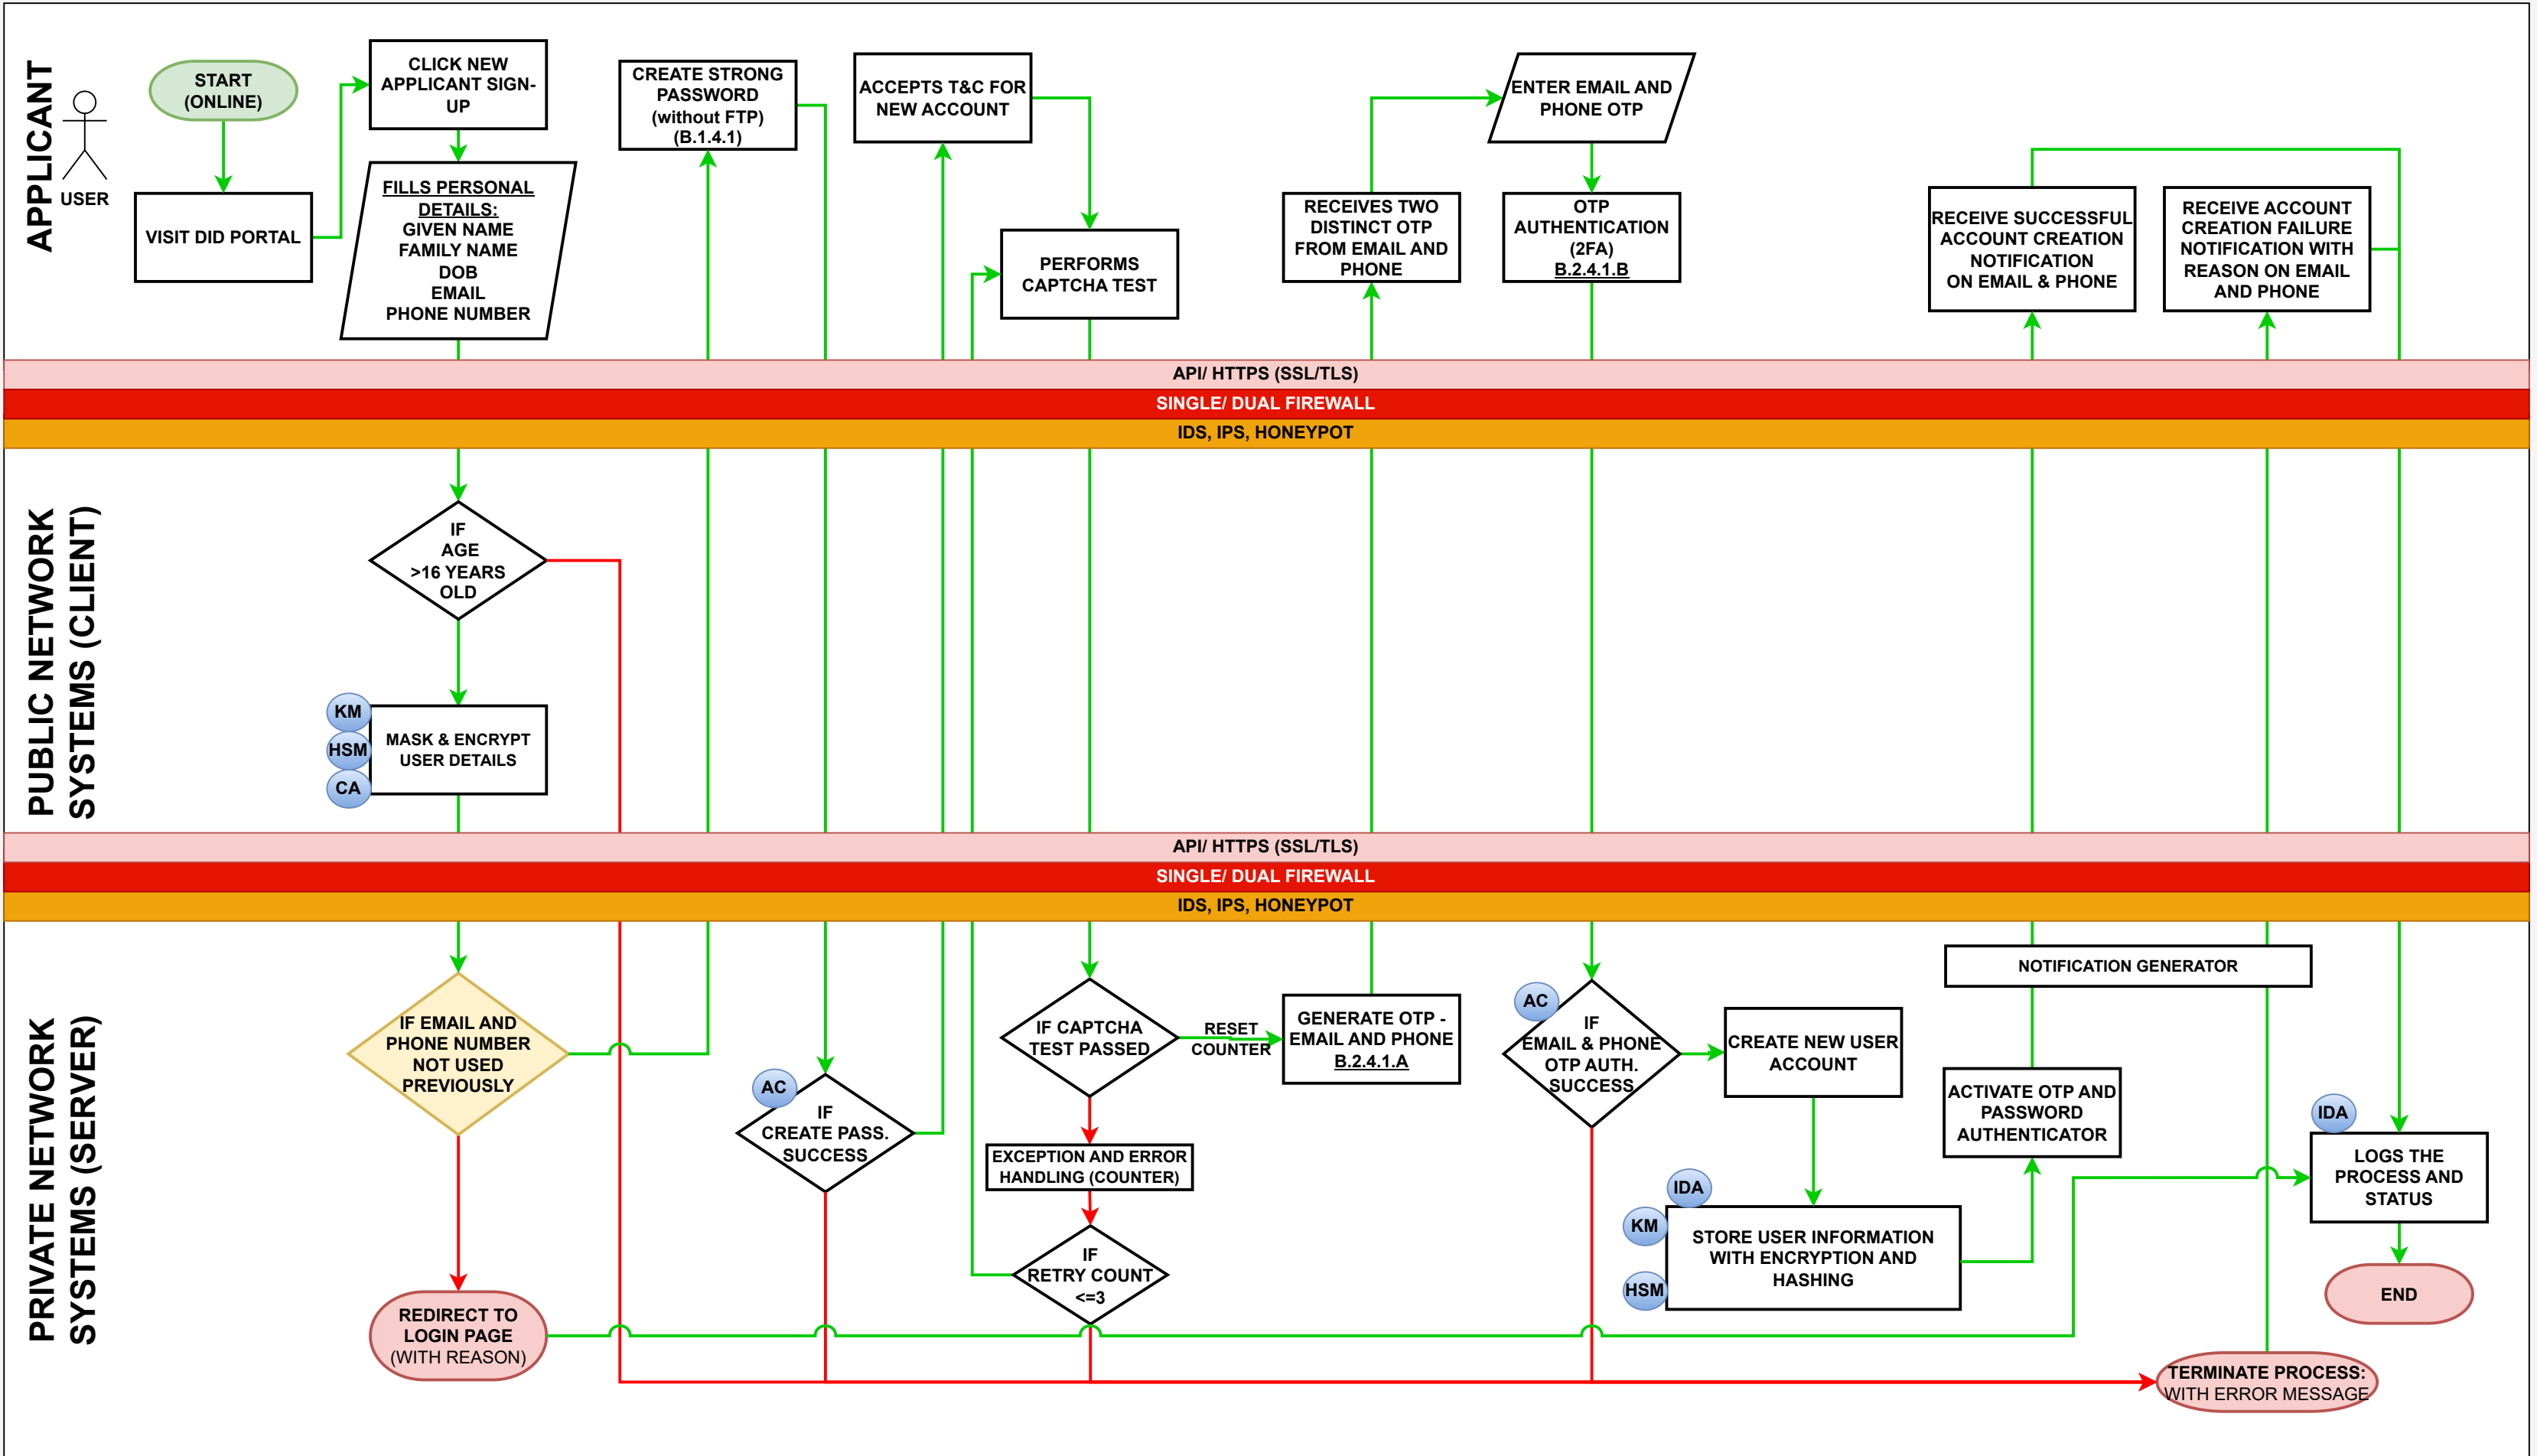 APPLICANT
USER
START
(ONLINE)
VISIT DID PORTAL
CLICK NEW
APPLICANT SIGN-
UP
FILLS PERSONAL
DETAILS:
GIVEN NAME
FAMILY NAME
DOB
EMAIL
PHONE NUMBER
CREATE STRONG
PASSWORD
(without FTP)
(B.1.4.1)
ACCEPTS T&C FOR
NEW ACCOUNT
PERFORMS
CAPTCHA TEST
RECEIVES TWO
DISTINCT OTP
FROM EMAIL AND
PHONE
ENTER EMAIL AND
PHONE OTP
OTP
AUTHENTICATION
(2FA)
B.2.4.1.B
RECEIVE SUCCESSFUL
ACCOUNT CREATION
NOTIFICATION
ON EMAIL & PHONE
RECEIVE ACCOUNT
CREATION FAILURE
NOTIFICATION WITH
REASON ON EMAIL
AND PHONE
API/ HTTPS (SSL/TLS)
SINGLE/ DUAL FIREWALL
IDS, IPS, HONEYPOT
PUBLIC NETWORK
SYSTEMS (CLIENT)
IF
AGE
>16 YEARS
OLD
KM
HSM
CA
MASK & ENCRYPT
USER DETAILS
API/ HTTPS (SSL/TLS)
SINGLE/ DUAL FIREWALL
IDS, IPS, HONEYPOT
PRIVATE NETWORK
SYSTEMS (SERVER)
IF EMAIL AND
PHONE NUMBER
NOT USED
PREVIOUSLY
REDIRECT TO
LOGIN PAGE
(WITH REASON)
AC
IF
CREATE PASS.
SUCCESS
IF CAPTCHA
TEST PASSED
RESET
COUNTER
EXCEPTION AND ERROR
HANDLING (COUNTER)
IF
RETRY COUNT
<=3
GENERATE OTP -
EMAIL AND PHONE
B.2.4.1.A
AC
IF
EMAIL & PHONE
OTP AUTH.
SUCCESS
CREATE NEW USER
ACCOUNT
IDA
KM
HSM
STORE USER INFORMATION
WITH ENCRYPTION AND
HASHING
NOTIFICATION GENERATOR
ACTIVATE OTP AND
PASSWORD
AUTHENTICATOR
IDA
LOGS THE
PROCESS AND
STATUS
END
TERMINATE PROCESS:
WITH ERROR MESSAGE